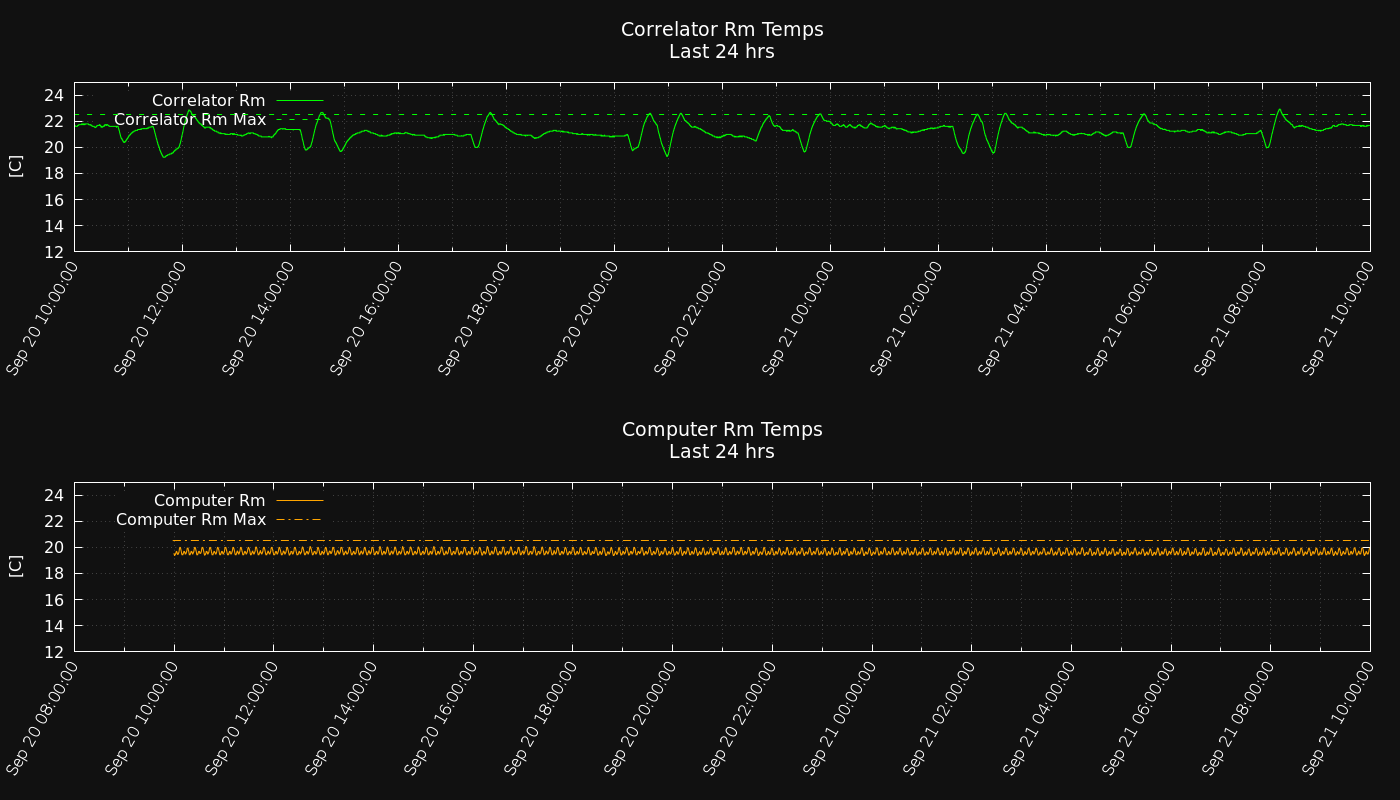 Correlator Rm Temps
Last 24 hrs
Correlator Rm
Correlator Rm Max
24
22
20
18
16
14
12
[C]
Sep 20 10:00:00
Sep 20 12:00:00
Sep 20 14:00:00
Sep 20 16:00:00
Sep 20 18:00:00
Sep 20 20:00:00
Sep 20 22:00:00
Sep 21 00:00:00
Sep 21 02:00:00
Sep 21 04:00:00
Sep 21 06:00:00
Sep 21 08:00:00
Sep 21 10:00:00
Computer Rm Temps
Last 24 hrs
Computer Rm
Computer Rm Max
24
22
20
18
16
14
12
[C]
Sep 20 08:00:00
Sep 20 10:00:00
Sep 20 12:00:00
Sep 20 14:00:00
Sep 20 16:00:00
Sep 20 18:00:00
Sep 20 20:00:00
Sep 20 22:00:00
Sep 21 00:00:00
Sep 21 02:00:00
Sep 21 04:00:00
Sep 21 06:00:00
Sep 21 08:00:00
Sep 21 10:00:00